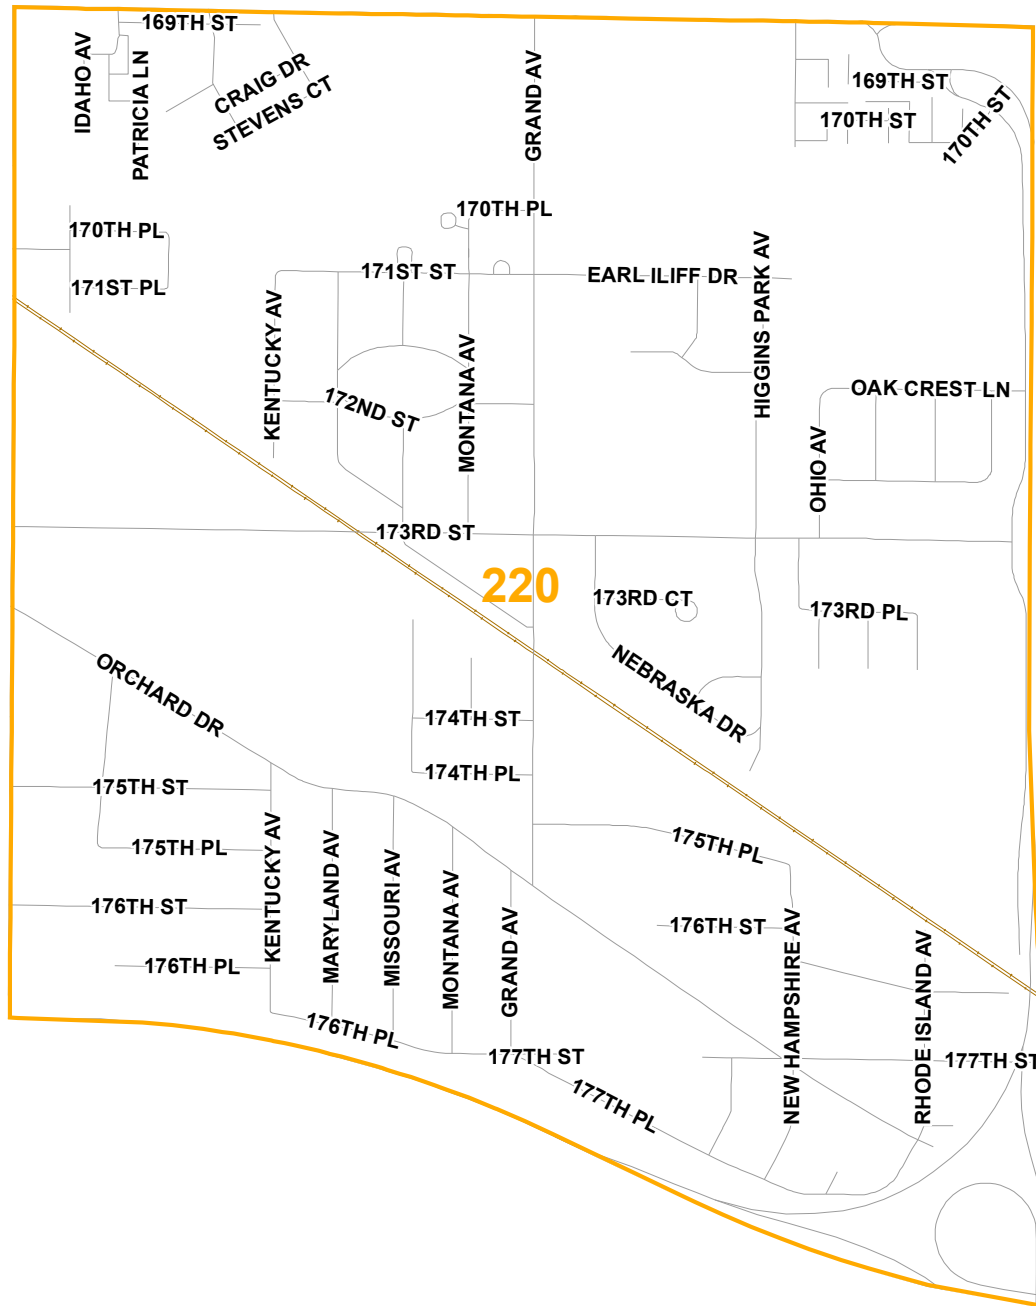 169TH ST
IDAHO AV
PATRICIA LN
CRAIG DR
STEVENS CT
GRAND AV
169TH ST
170TH ST
170TH ST
170TH PL
171ST PL
170TH PL
171ST ST
EARL ILIFF DR
HIGGINS PARK AV
KENTUCKY AV
172ND ST
MONTANA AV
OAK CREST LN
OHIO AV
173RD ST
220
173RD CT
173RD PL
NEBRASKA DR
ORCHARD DR
174TH ST
174TH PL
175TH ST
175TH PL
175TH PL
176TH ST
176TH PL
KENTUCKY AV
MARYLAND AV
MISSOURI AV
MONTANA AV
GRAND AV
176TH ST
NEW HAMPSHIRE AV
RHODE ISLAND AV
176TH PL
177TH ST
177TH PL
177TH ST